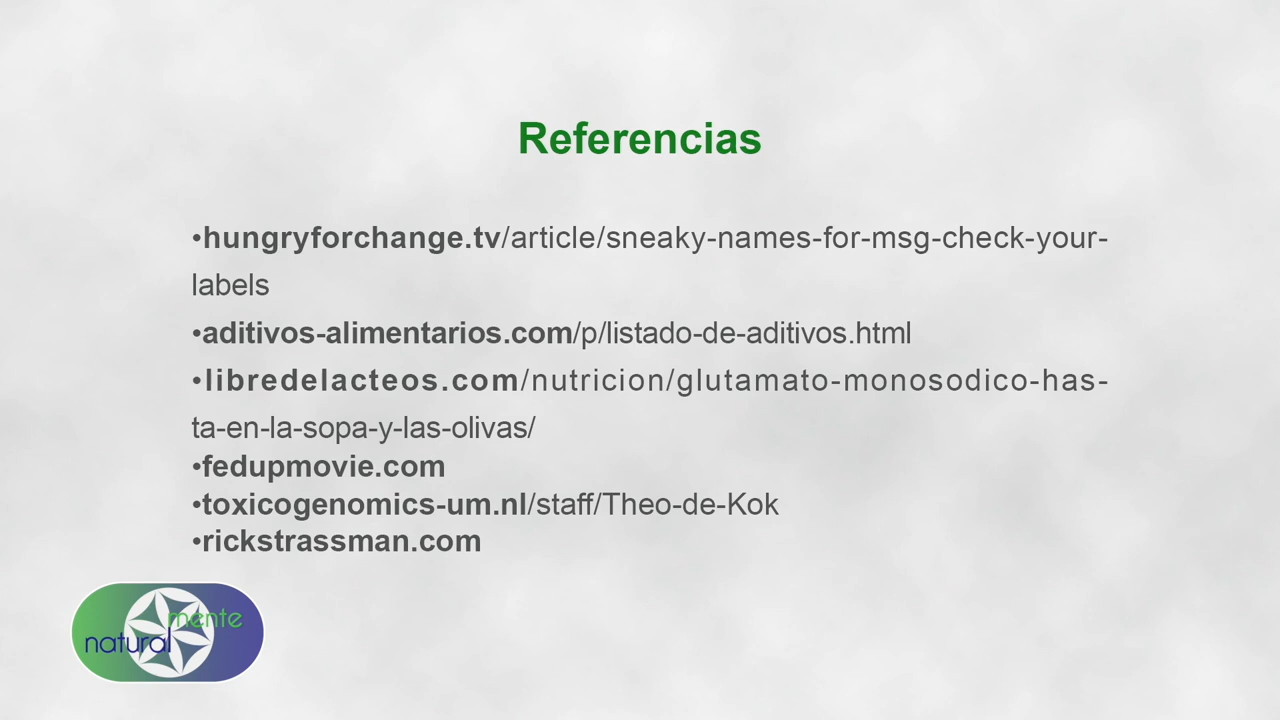 Referencias
•hungryforchange.tv/article/sneaky-names-for-msg-check-your-
labels
•aditivos-alimentarios.com/p/listado-de-aditivos.html
•libredelacteos.com/nutricion/glutamato-monosodico-has-
ta-en-la-sopa-y-las-olivas/
•fedupmovie.com
•toxicogenomics-um.nl/staff/Theo-de-Kok
•rickstrassman.com
mente
natural